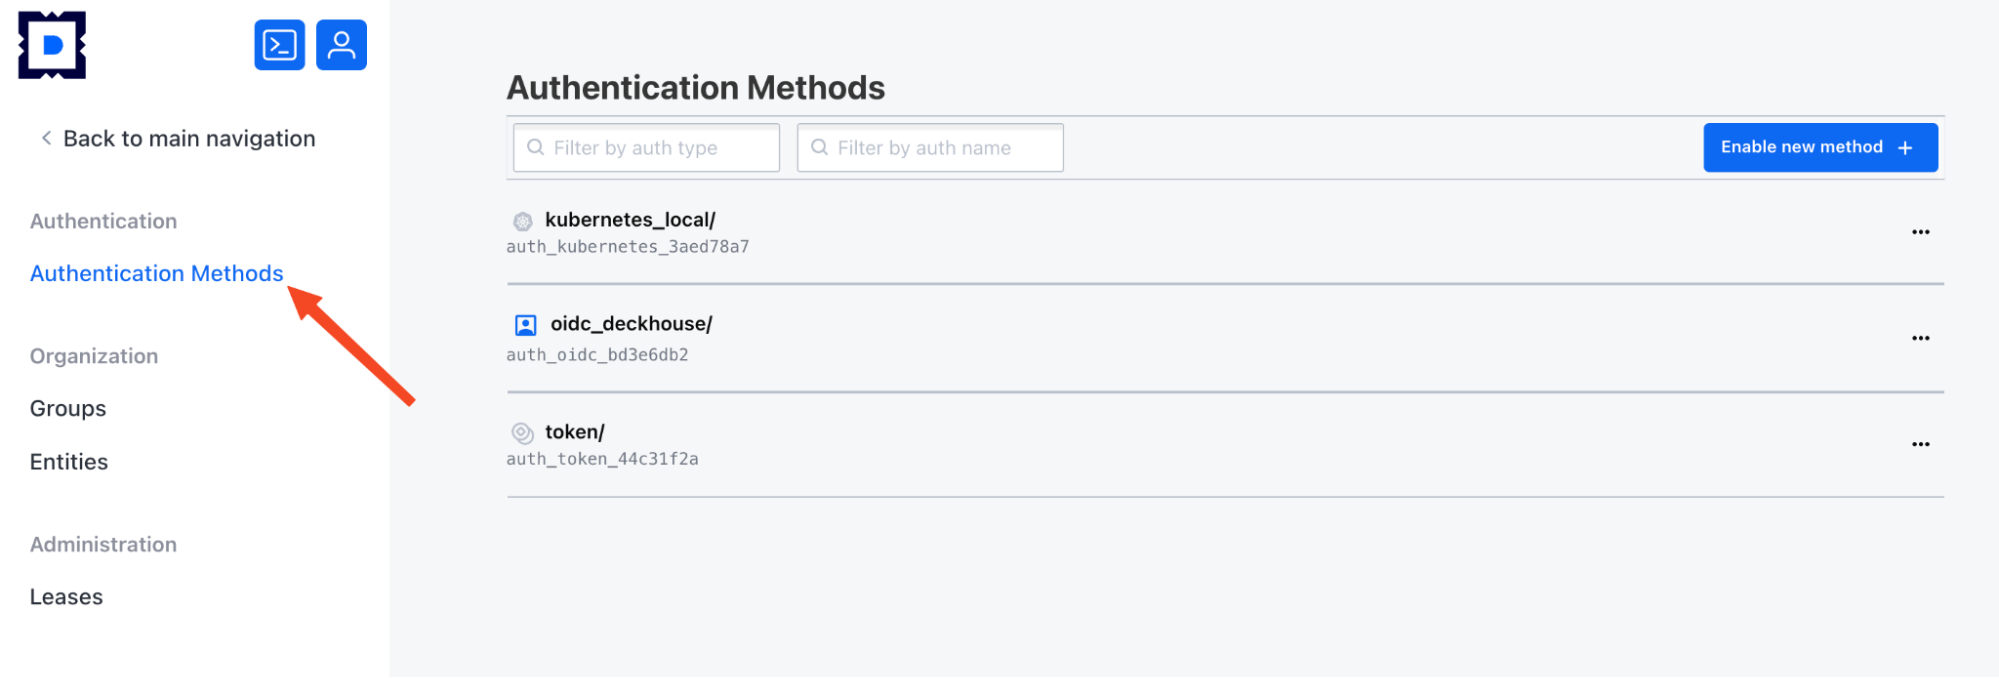 Back to main navigation
Authentication
Authentication Methods
Organization
Groups
Entities
Administration
Leases
Authentication Methods
Filter by auth type
Filter by auth name
Enable new method +
kubernetes_local/
auth_kubernetes_3aed78a7
oidc_deckhouse/
auth_oidc_bd3e6db2
token/
auth_token_44c31f2a